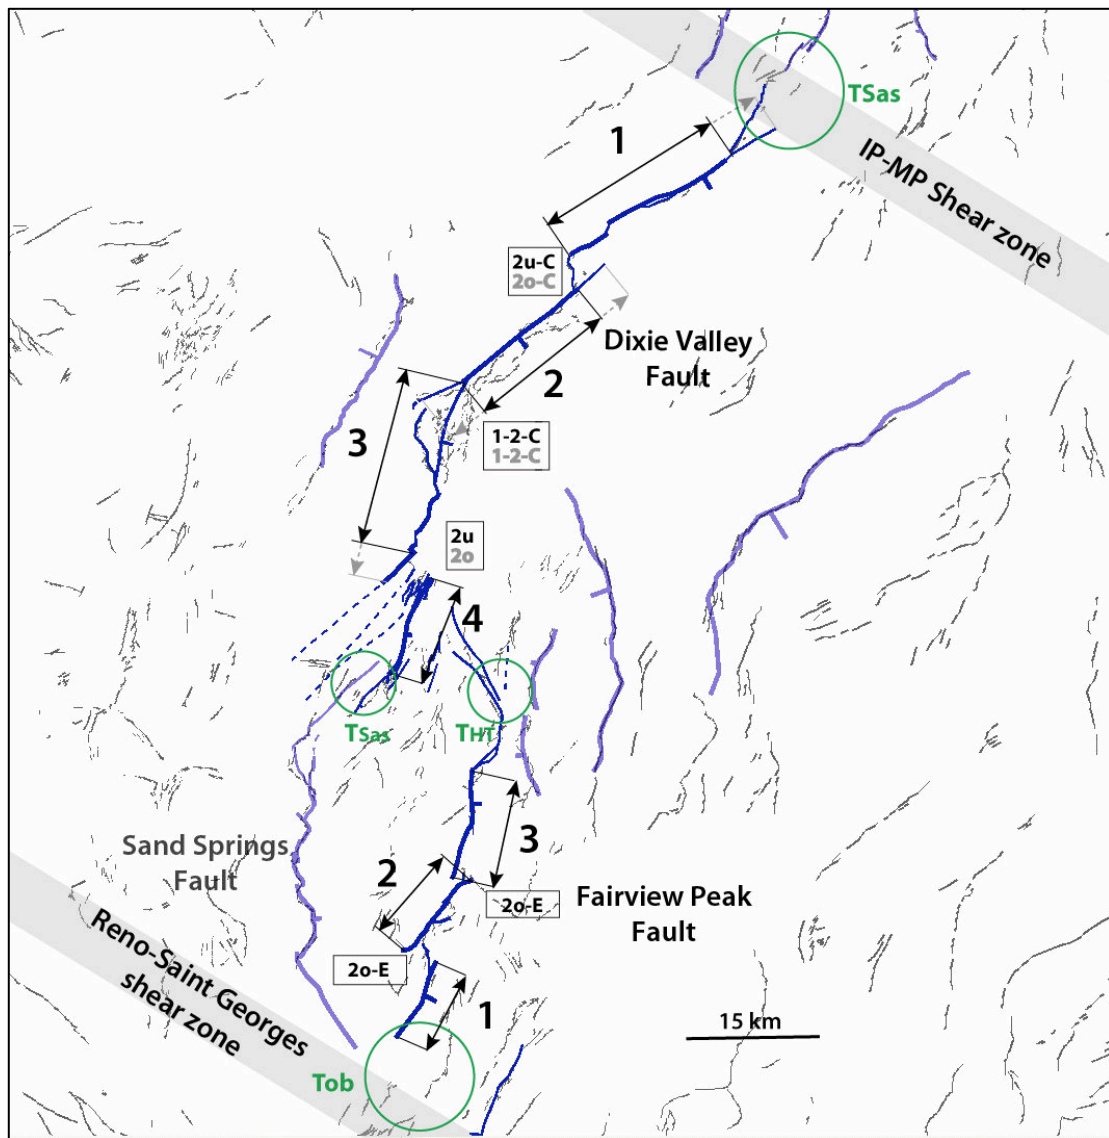 TSas
1
IP-MP Shear zone
2u-C
2o-C
Dixie Valley
Fault
2
3
1-2-C
1-2-C
2u
2o
4
TSas
THT
3
Sand Springs
Fault
2
2o-E
Fairview Peak
Fault
Reno-Saint Georges
shear zone
2o-E
1
15 km
Tob